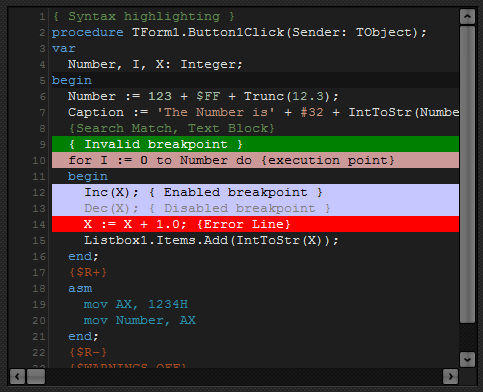 1 { Syntax highlighting }
2 procedure TForm1.Button1Click(Sender: TObject);
3 var
4 Number, I, X: Integer;
5 begin
6 Number := 123 + $FF + Trunc(12.3);
7 Caption := 'The Number is' + #32 + IntToStr(Numbe
8 {Search Match, Text Block}
9 { Invalid breakpoint }
10 for I := 0 to Number do {execution point}
11 begin
12 Inc(X); { Enabled breakpoint }
13 Dec(X); { Disabled breakpoint }
14 X := X + 1.0; {Error Line}
15 Listbox1.Items.Add(IntToStr(X));
16 end;
17 {$R+}
18 asm
19 mov AX, 1234H
20 mov Number, AX
21 end;
22 {$R-}
23 {$WARNINGS OFF}